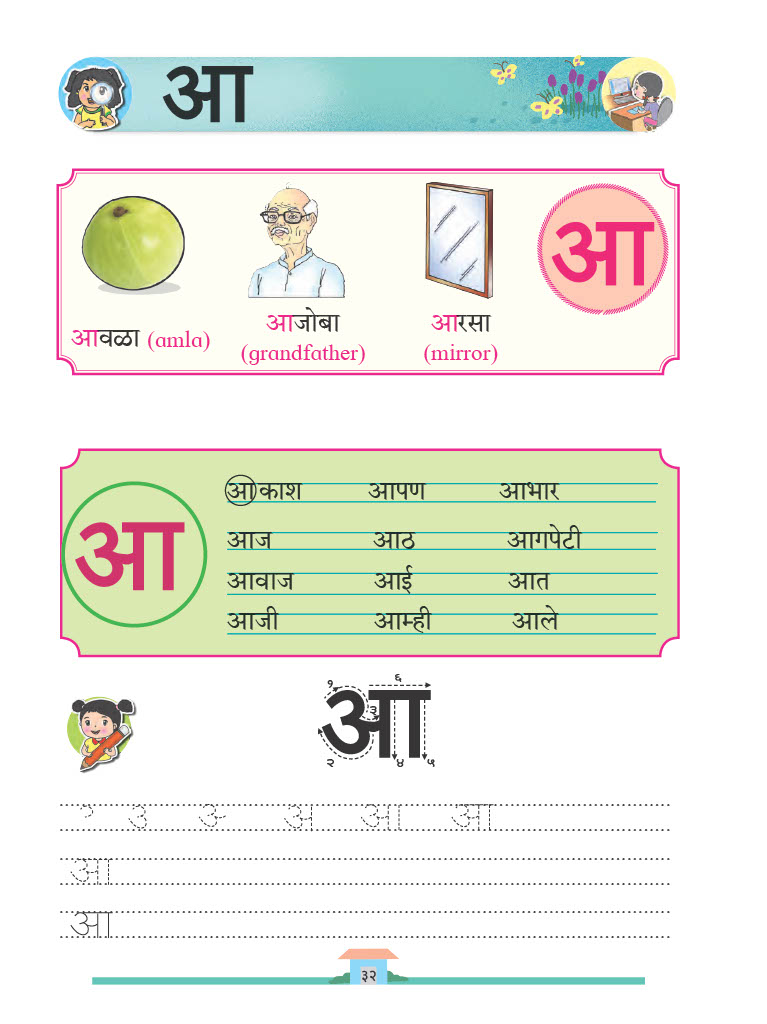 आ
आवळा (amla)
आजोबा
(grandfather)
आरसा
(mirror)
आ
आ
आकाश आपण आभार
आज आठ आगपेटी
आवाज आई आत
आजी आम्ही आले
१ ६
आ
३
२ ४ ५
२ उ उ- अ अा आ
आ
आ
३२